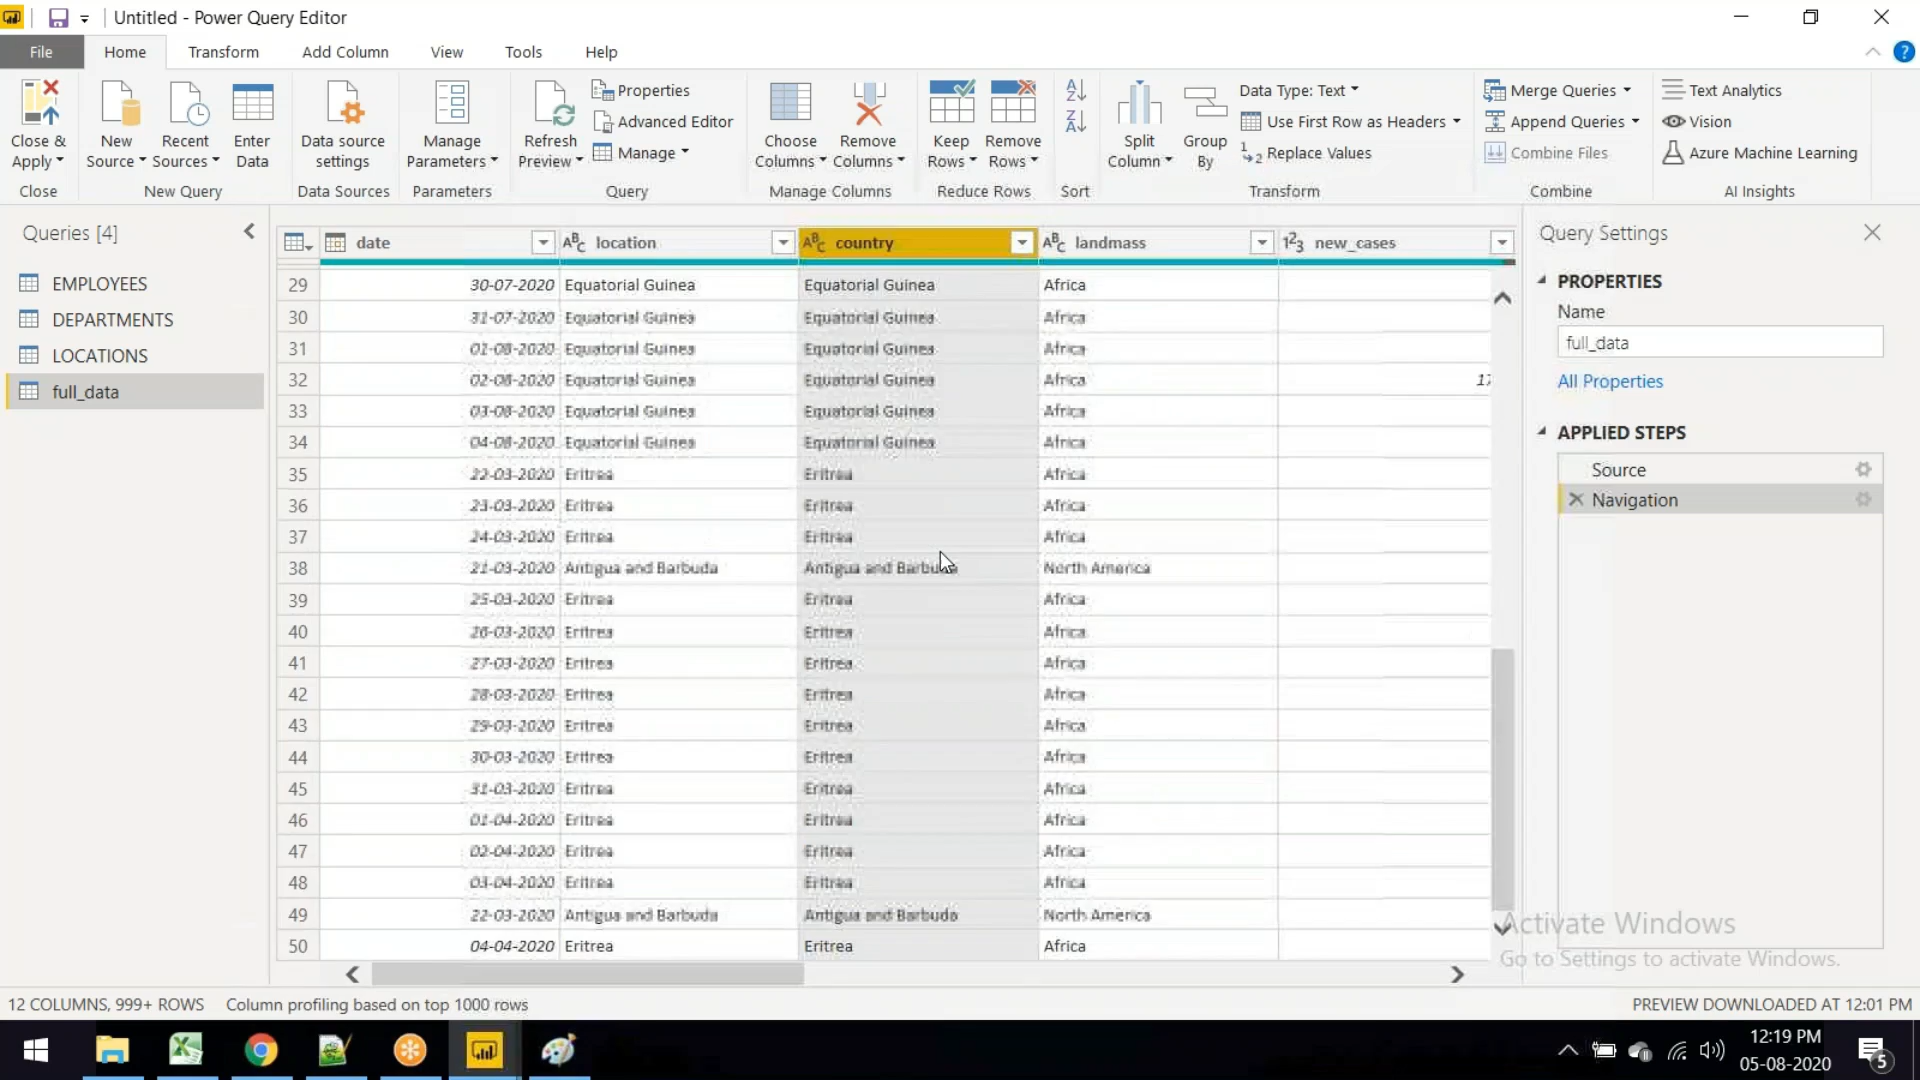 Untitled - Power Query Editor
File Home Transform Add Column View Tools Help
Close & Apply
New Source
Recent Sources
Enter Data
Data source settings
Manage Parameters
Refresh Preview
Properties
Advanced Editor
Manage
Choose Columns
Remove Columns
Keep Rows
Remove Rows
Split Column
Group By
Data Type: Text
Use First Row as Headers
Replace Values
Merge Queries
Append Queries
Combine Files
Text Analytics
Vision
Azure Machine Learning
Close New Query Data Sources Parameters Query Manage Columns Reduce Rows Sort Transform Combine AI Insights
Queries [4]
EMPLOYEES
DEPARTMENTS
LOCATIONS
full_data
date ABC location ABC country ABC landmass 123 new_cases
29 30-07-2020 Equatorial Guinea Equatorial Guinea Africa
30 31-07-2020 Equatorial Guinea Equatorial Guinea Africa
31 01-08-2020 Equatorial Guinea Equatorial Guinea Africa
32 02-08-2020 Equatorial Guinea Equatorial Guinea Africa 17
33 03-08-2020 Equatorial Guinea Equatorial Guinea Africa
34 04-08-2020 Equatorial Guinea Equatorial Guinea Africa
35 22-03-2020 Eritrea Eritrea Africa
36 23-03-2020 Eritrea Eritrea Africa
37 24-03-2020 Eritrea Eritrea Africa
38 21-03-2020 Antigua and Barbuda Antigua and Barbuda North America
39 25-03-2020 Eritrea Eritrea Africa
40 26-03-2020 Eritrea Eritrea Africa
41 27-03-2020 Eritrea Eritrea Africa
42 28-03-2020 Eritrea Eritrea Africa
43 29-03-2020 Eritrea Eritrea Africa
44 30-03-2020 Eritrea Eritrea Africa
45 31-03-2020 Eritrea Eritrea Africa
46 01-04-2020 Eritrea Eritrea Africa
47 02-04-2020 Eritrea Eritrea Africa
48 03-04-2020 Eritrea Eritrea Africa
49 22-03-2020 Antigua and Barbuda Antigua and Barbuda North America
50 04-04-2020 Eritrea Eritrea Africa
Query Settings
PROPERTIES
Name
full_data
All Properties
APPLIED STEPS
Source
Navigation
Activate Windows
Go to Settings to activate Windows.
12 COLUMNS, 999+ ROWS Column profiling based on top 1000 rows PREVIEW DOWNLOADED AT 12:01 PM
12:19 PM
05-08-2020
5